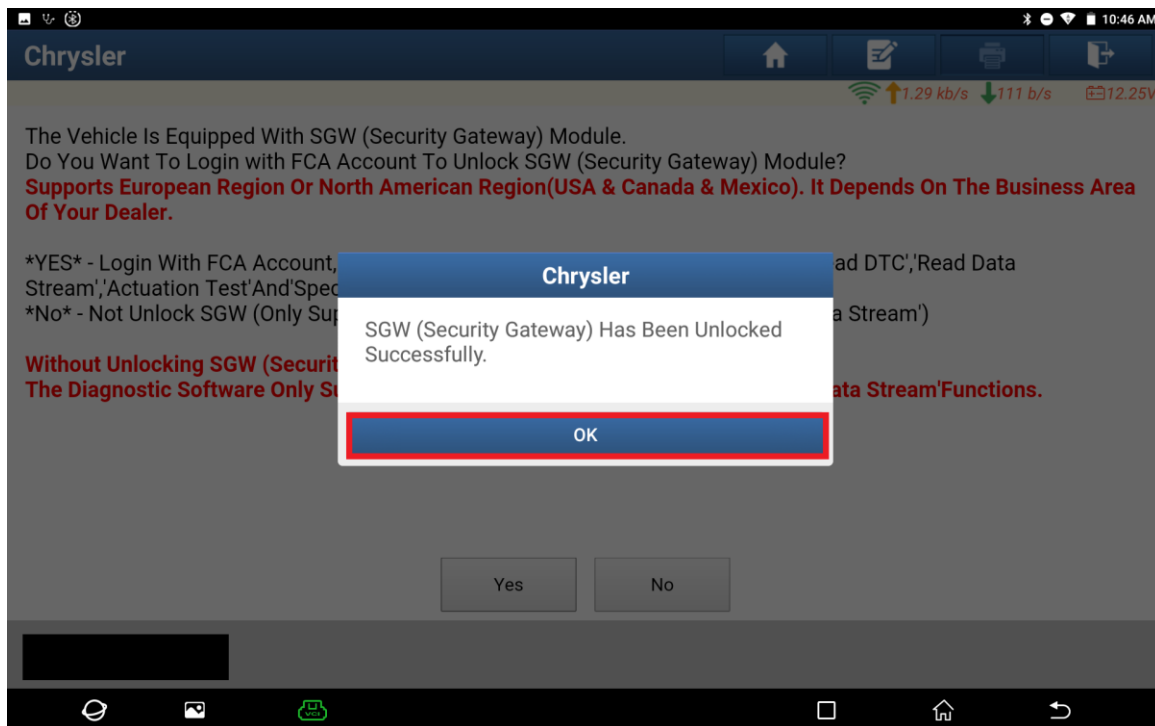 10:46 AM
Chrysler
1.29 kb/s 111 b/s 12.25V
The Vehicle Is Equipped With SGW (Security Gateway) Module.
Do You Want To Login with FCA Account To Unlock SGW (Security Gateway) Module?
Supports European Region Or North American Region(USA & Canada & Mexico). It Depends On The Business Area
Of Your Dealer.
*YES* - Login With FCA Account, ad DTC','Read Data
Stream','Actuation Test'And'Spec
*No* - Not Unlock SGW (Only Sup a Stream')
Without Unlocking SGW (Securit
The Diagnostic Software Only Su ata Stream'Functions.
Chrysler
SGW (Security Gateway) Has Been Unlocked
Successfully.
OK
Yes No
VCI